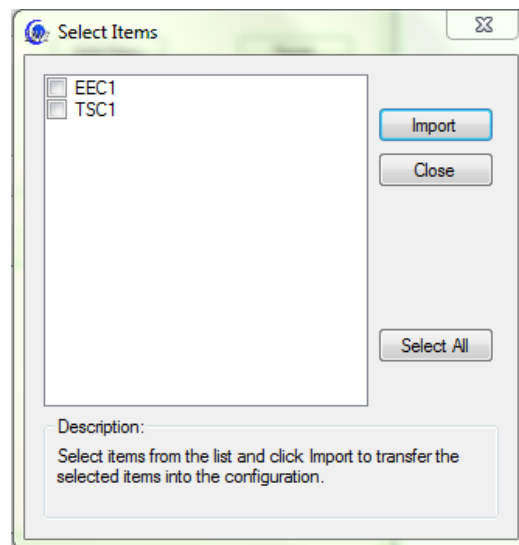 Select Items
EEC1
TSC1
Import
Close
Select All
Description:
Select items from the list and click Import to transfer the
selected items into the configuration.